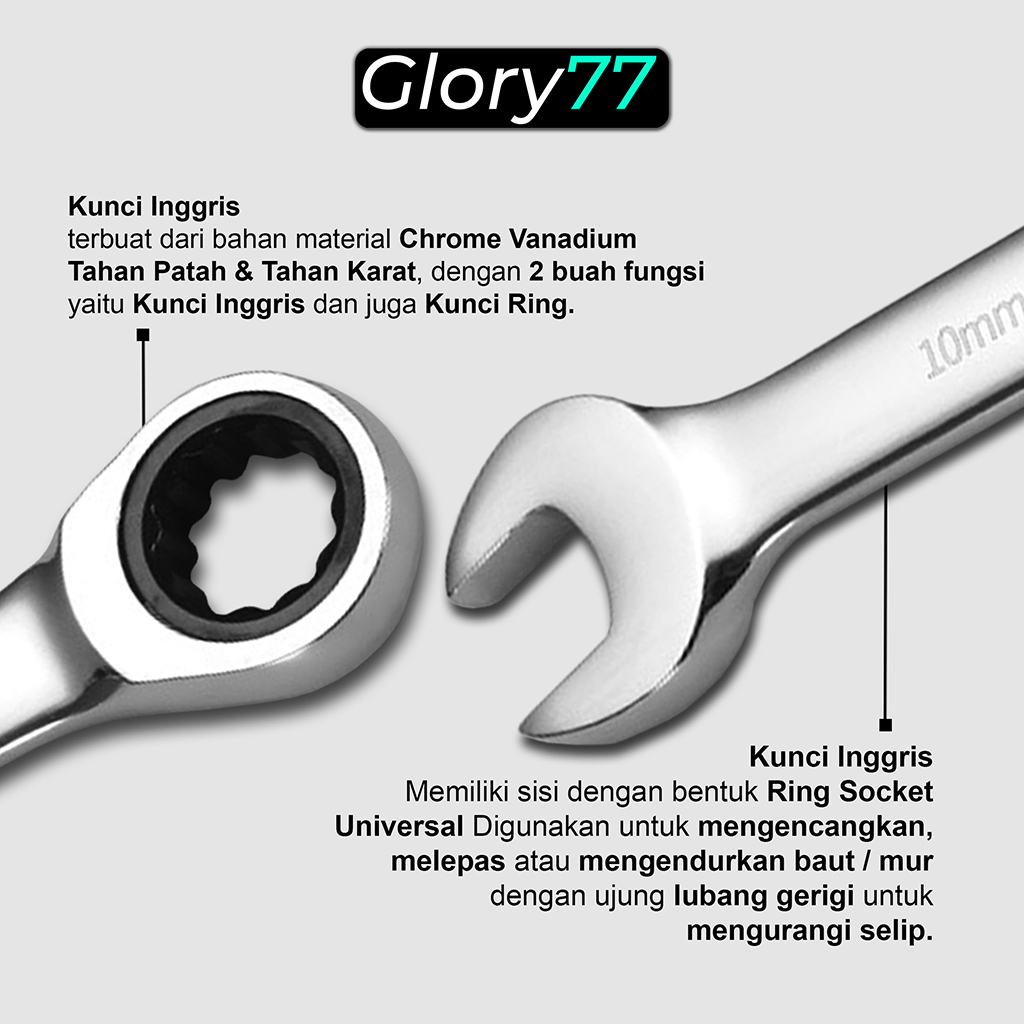 Glory77
Kunci Inggris
terbuat dari bahan material Chrome Vanadium
Tahan Patah & Tahan Karat, dengan 2 buah fungsi
yaitu Kunci Inggris dan juga Kunci Ring.
10mm
Kunci Inggris
Memiliki sisi dengan bentuk Ring Socket
Universal Digunakan untuk mengencangkan,
melepas atau mengendurkan baut / mur
dengan ujung lubang gerigi untuk
mengurangi selip.